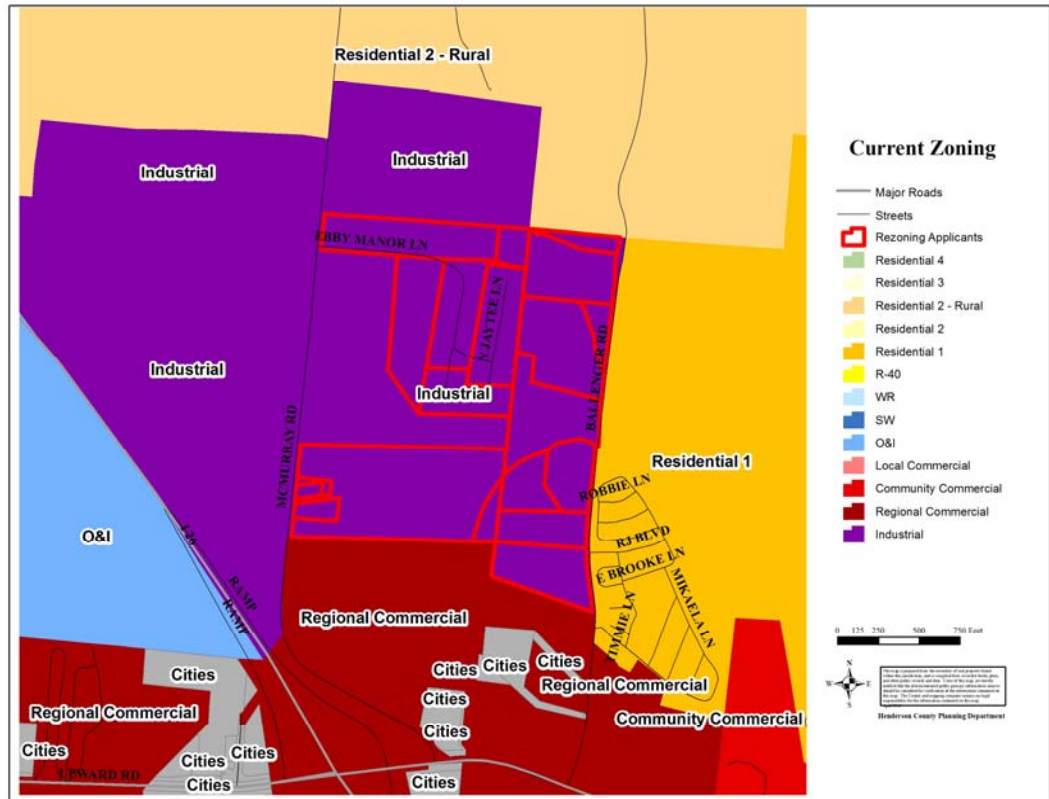 Residential 2 - Rural
Industrial
Industrial
EBBY MANOR LN
N JAYTEE LN
BALLENGER RD
Industrial
Industrial
MCMURRAY RD
Residential 1
ROBBIE LN
RJ BLVD
E BROOKE LN
MIKAELA LN
TIMMIE LN
O&I
I-26
RAMP
RAMP
Regional Commercial
Cities
Cities
Cities
Cities
Regional Commercial
Regional Commercial
Cities
Community Commercial
Cities
Cities
Cities
Cities
Cities
Cities
UPWARD RD
Current Zoning
Major Roads
Streets
Rezoning Applicants
Residential 4
Residential 3
Residential 2 - Rural
Residential 2
Residential 1
R-40
WR
SW
O&I
Local Commercial
Community Commercial
Regional Commercial
Industrial
0 125 250 500 750 Feet
N
W E
S
Henderson County Planning Department